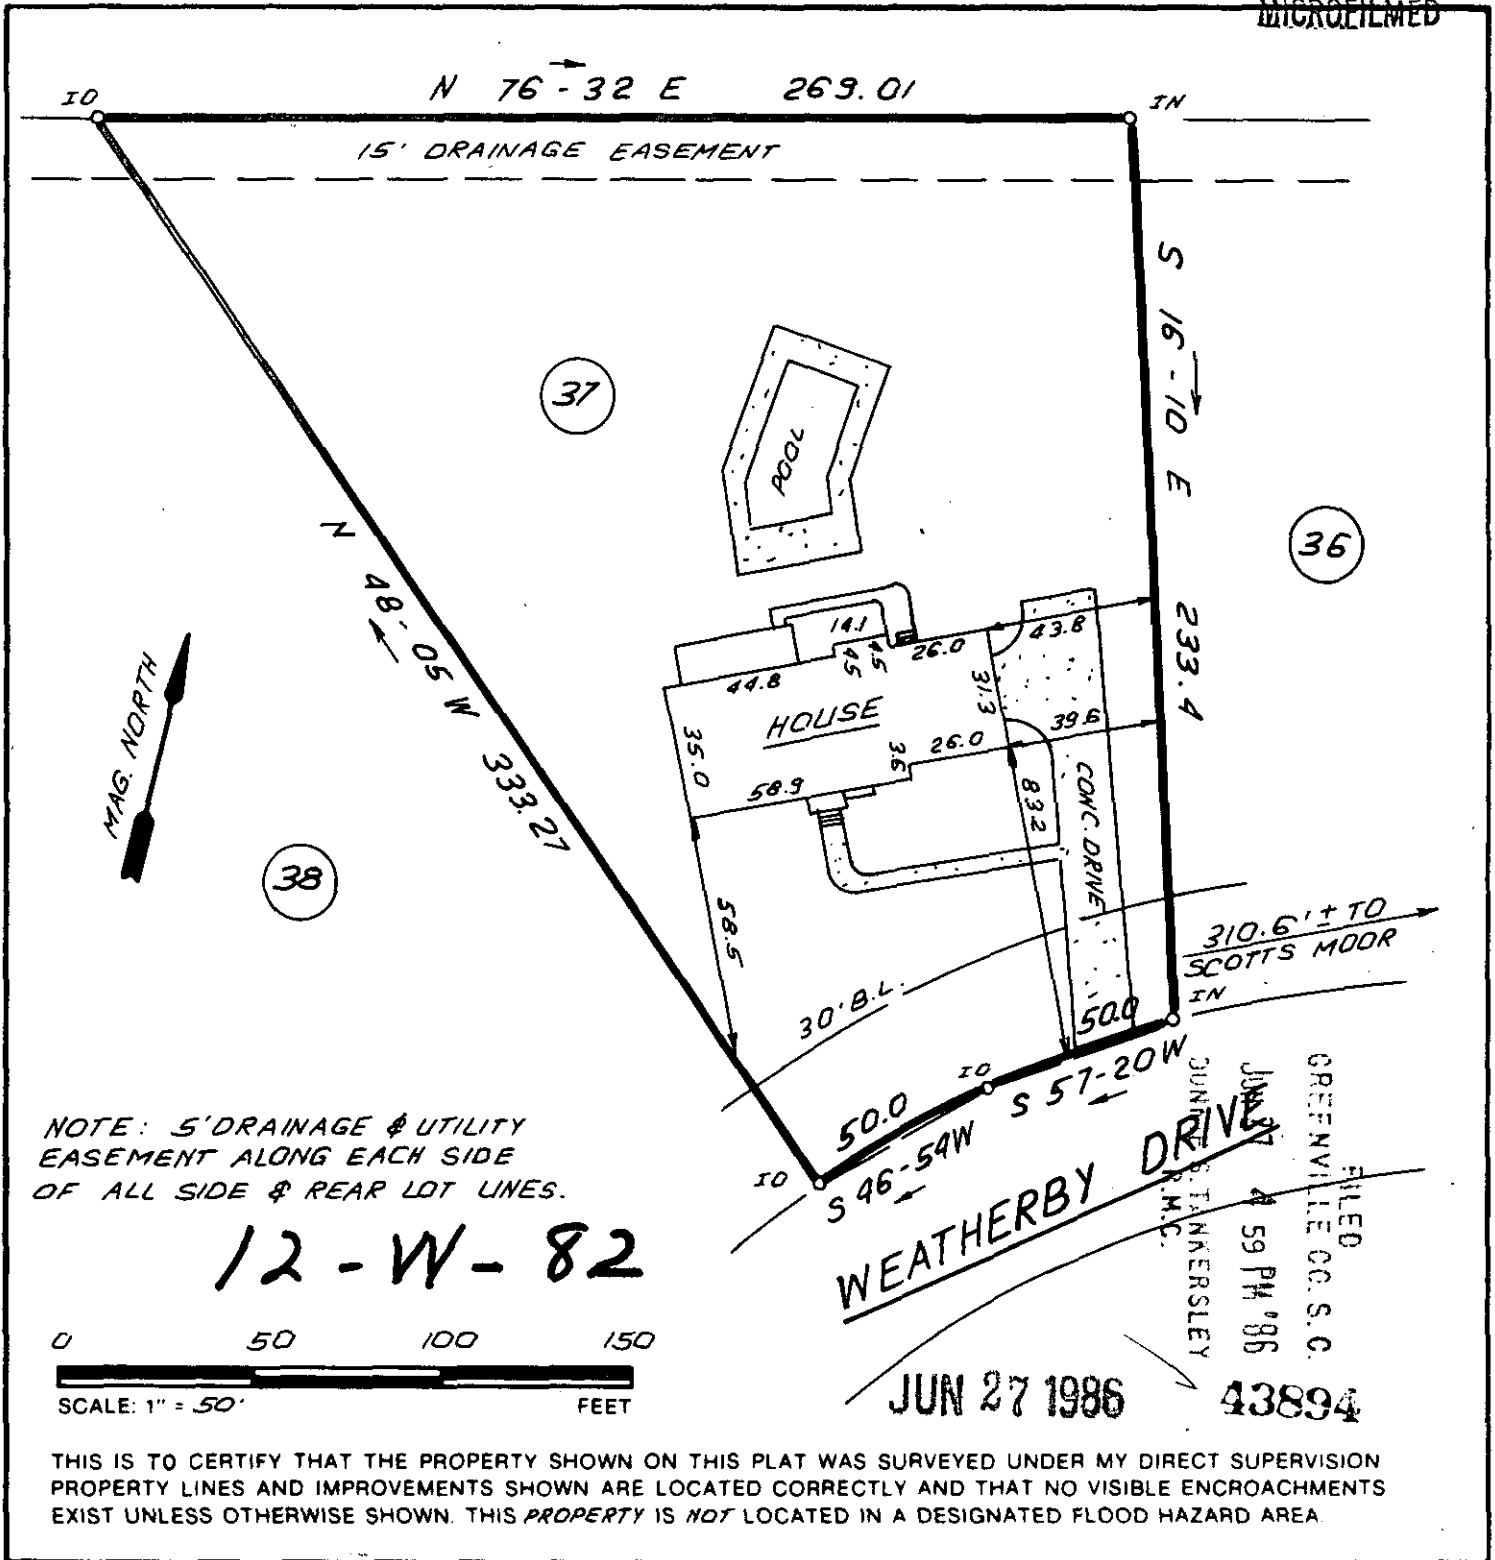 MICROFILMED
N 76-32 E 269.01
IO
IN
15' DRAINAGE EASEMENT
S 16-10 E 233.4
37
POOL
36
N 48-05 W 333.27
MAG. NORTH
14.1
4.5
4.5
26.0
43.8
44.8
HOUSE
31.3
39.6
35.0
3.6
26.0
58.9
83.2
CONC. DRIVE
38
58.5
310.6'± TO
SCOTTS MOOR
30' B.L.
IN
50.0
IO
S 57-20 W
50.0
IO
S 46-54 W
WEATHERBY DRIVE
NOTE: 5' DRAINAGE & UTILITY
EASEMENT ALONG EACH SIDE
OF ALL SIDE & REAR LOT LINES.
12-W-82
FILED
GREENVILLE CO. S.C.
JUN 27 4 59 PM '86
TANKERSLEY
R.M.C.
0 50 100 150
SCALE: 1" = 50' FEET
JUN 27 1986
43894
THIS IS TO CERTIFY THAT THE PROPERTY SHOWN ON THIS PLAT WAS SURVEYED UNDER MY DIRECT SUPERVISION
PROPERTY LINES AND IMPROVEMENTS SHOWN ARE LOCATED CORRECTLY AND THAT NO VISIBLE ENCROACHMENTS
EXIST UNLESS OTHERWISE SHOWN. THIS PROPERTY IS NOT LOCATED IN A DESIGNATED FLOOD HAZARD AREA.